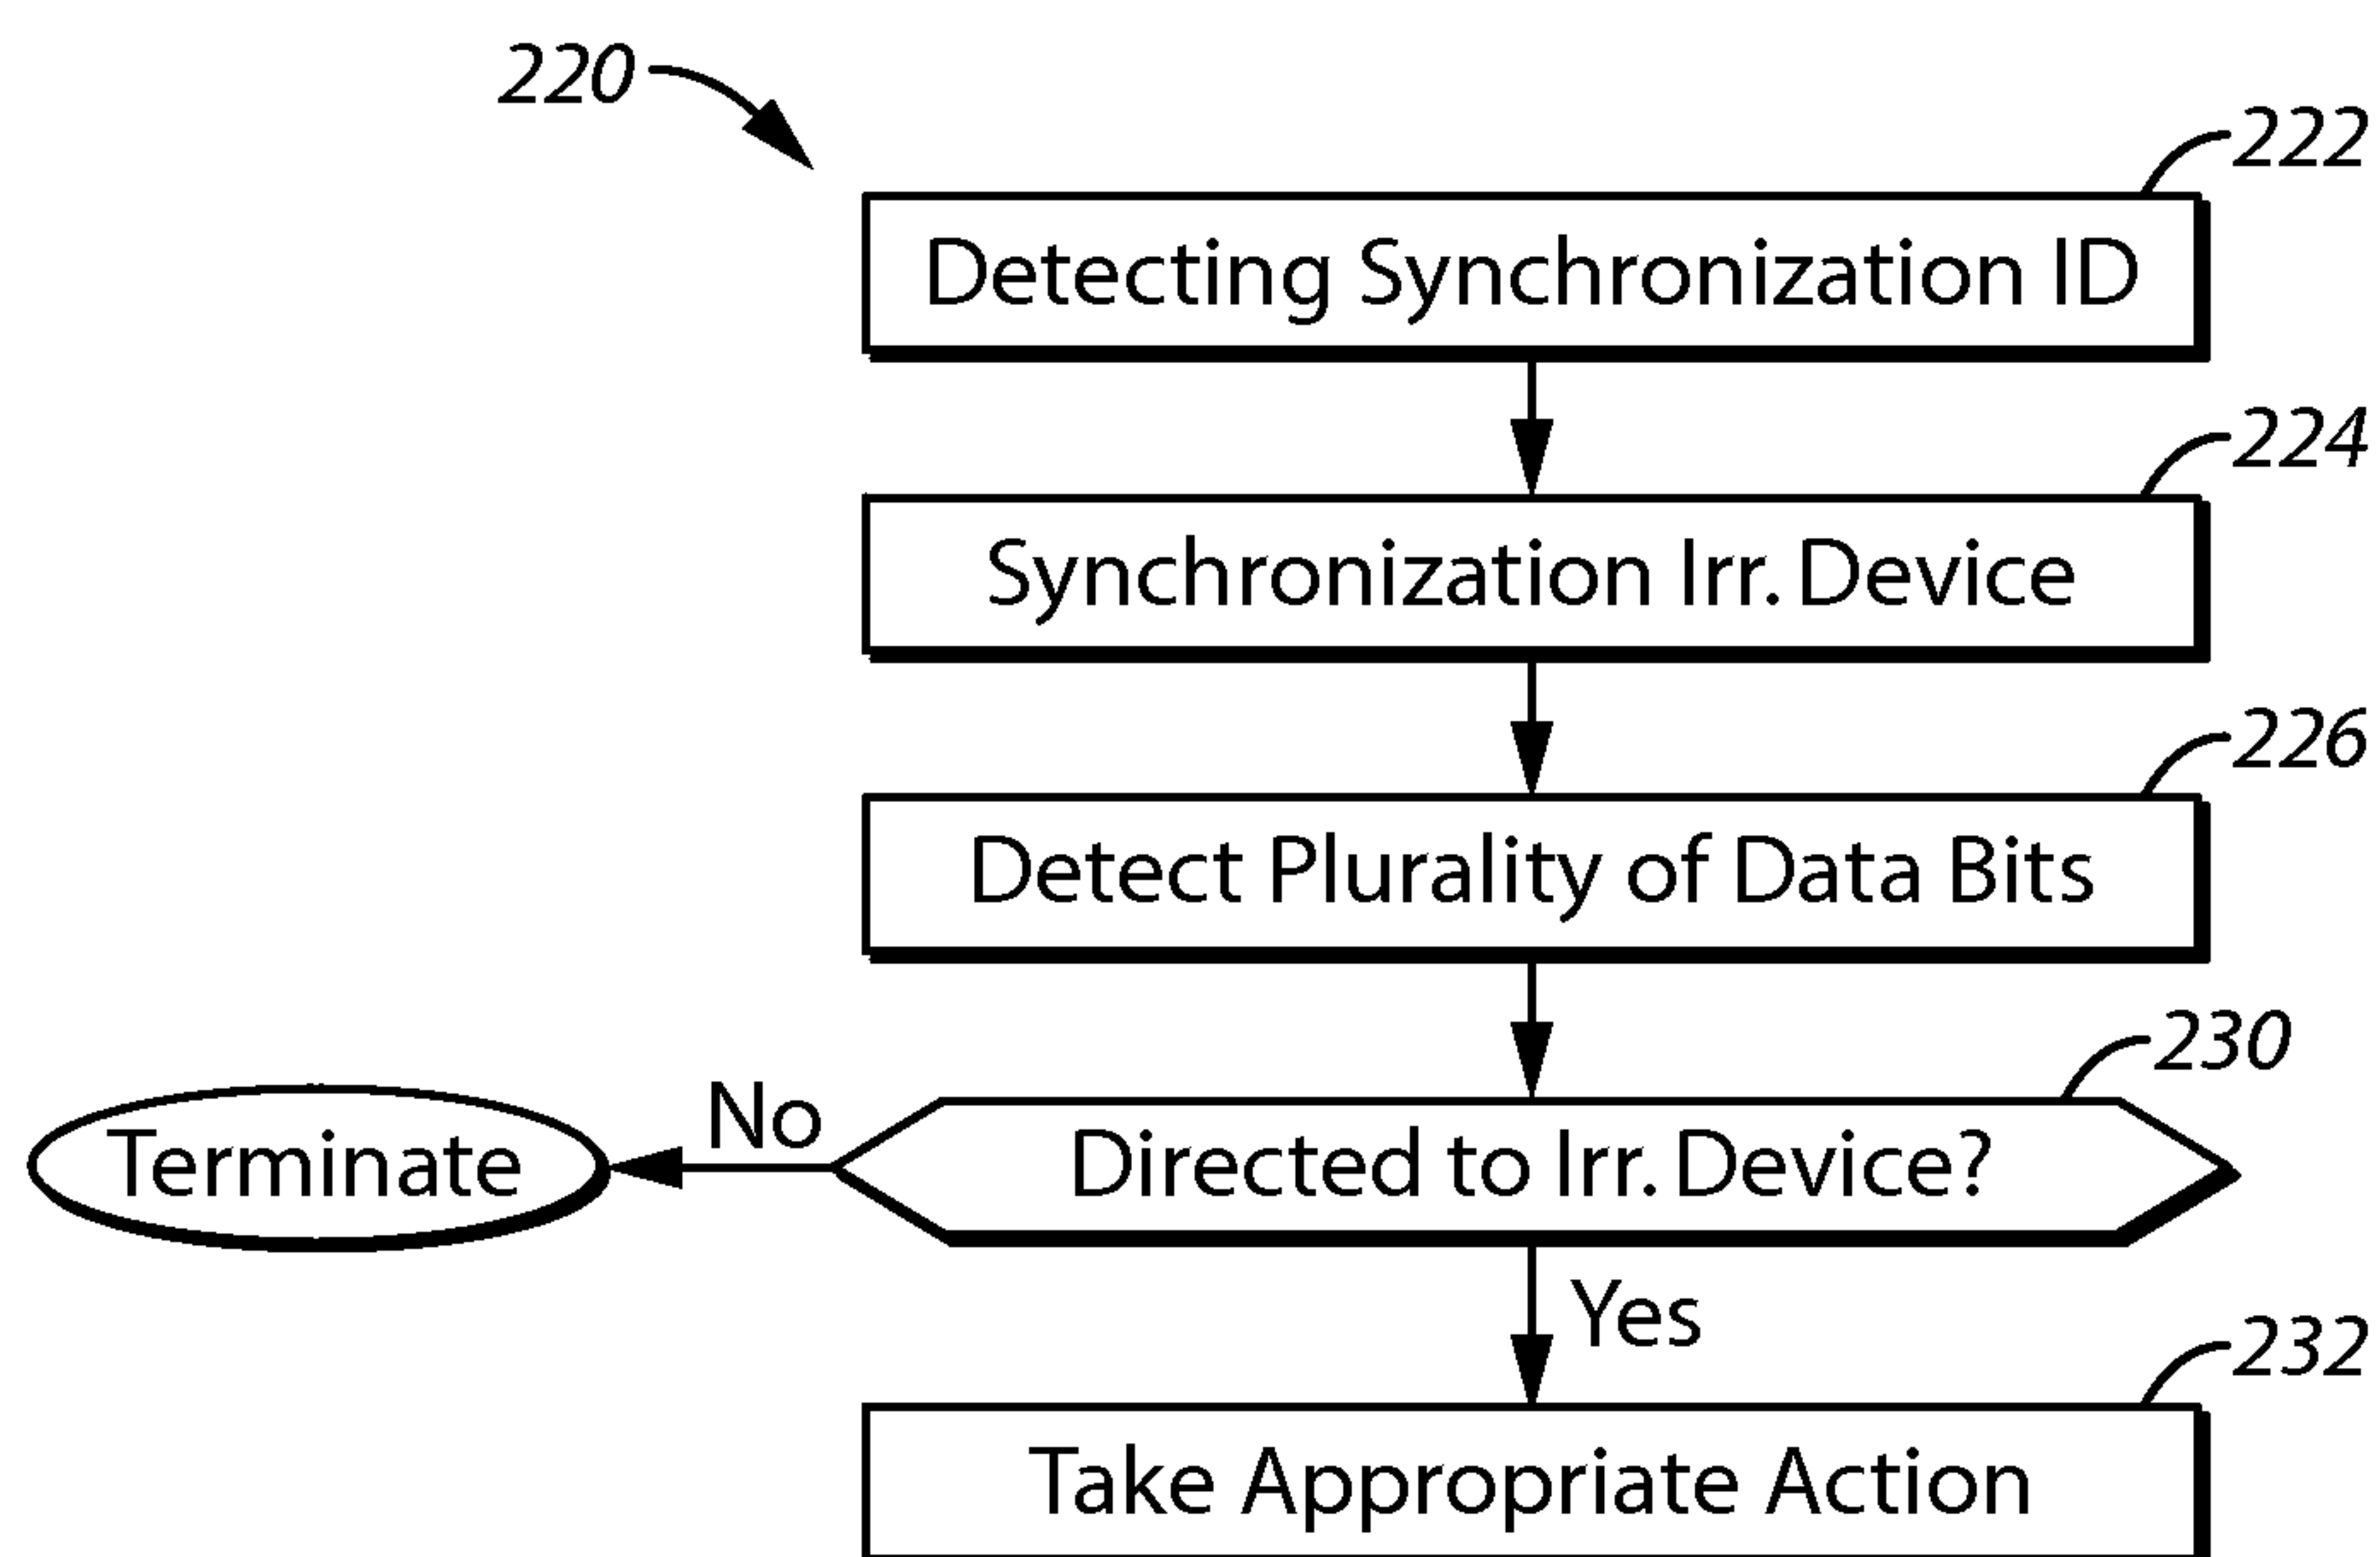 220
222
Detecting Synchronization ID
224
Synchronization Irr. Device
226
Detect Plurality of Data Bits
230
Terminate
No
Directed to Irr. Device?
Yes
232
Take Appropriate Action